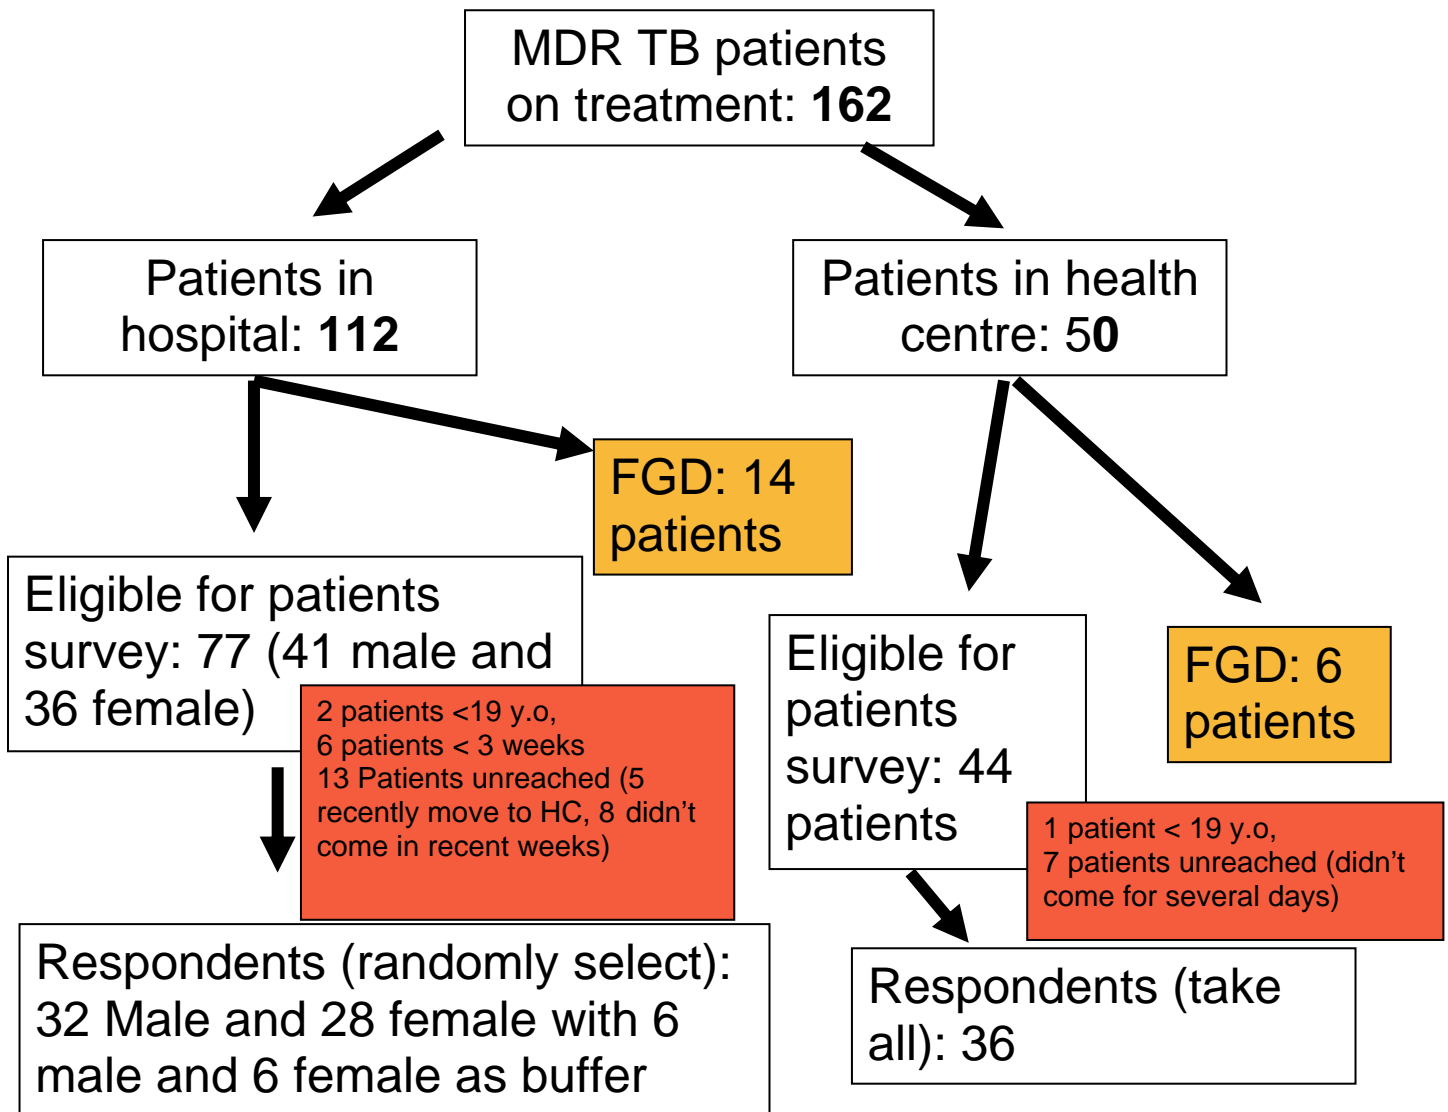 MDR TB patients
on treatment: 162
Patients in
hospital: 112
Patients in health
centre: 50
FGD: 14
patients
Eligible for patients
survey: 77 (41 male and
36 female)
2 patients <19 y.o,
6 patients < 3 weeks
13 Patients unreached (5
recently move to HC, 8 didn't
come in recent weeks)
Eligible for
patients
survey: 44
patients
FGD: 6
patients
1 patient < 19 y.o,
7 patients unreached (didn't
come for several days)
Respondents (randomly select):
32 Male and 28 female with 6
male and 6 female as buffer
Respondents (take
all): 36